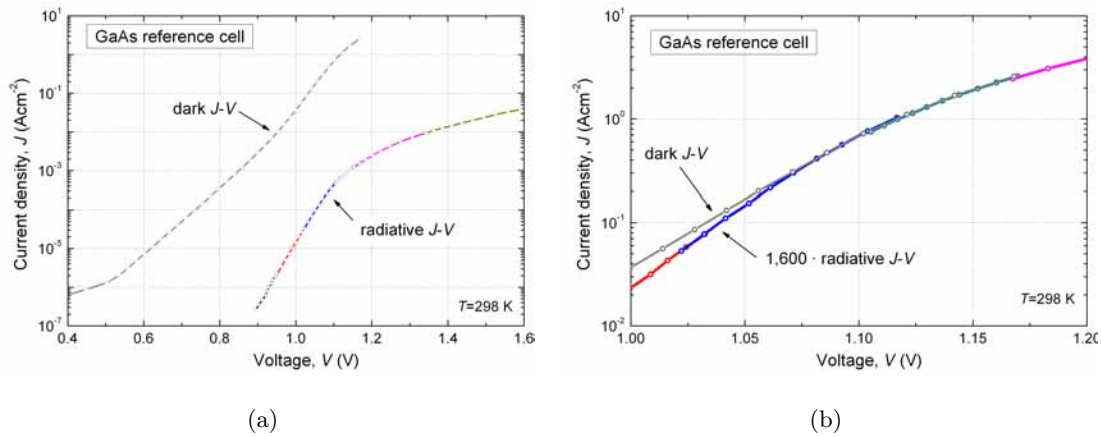 GaAs reference cell
dark J-V
radiative J-V
T=298 K
Current density, J (Acm⁻²)
10¹
10⁻¹
10⁻³
10⁻⁵
10⁻⁷
0.4 0.6 0.8 1.0 1.2 1.4 1.6
Voltage, V (V)
(a)
GaAs reference cell
dark J-V
1,600 · radiative J-V
T=298 K
Current density, J (Acm⁻²)
10¹
10⁰
10⁻¹
10⁻²
1.00 1.05 1.10 1.15 1.20
Voltage, V (V)
(b)